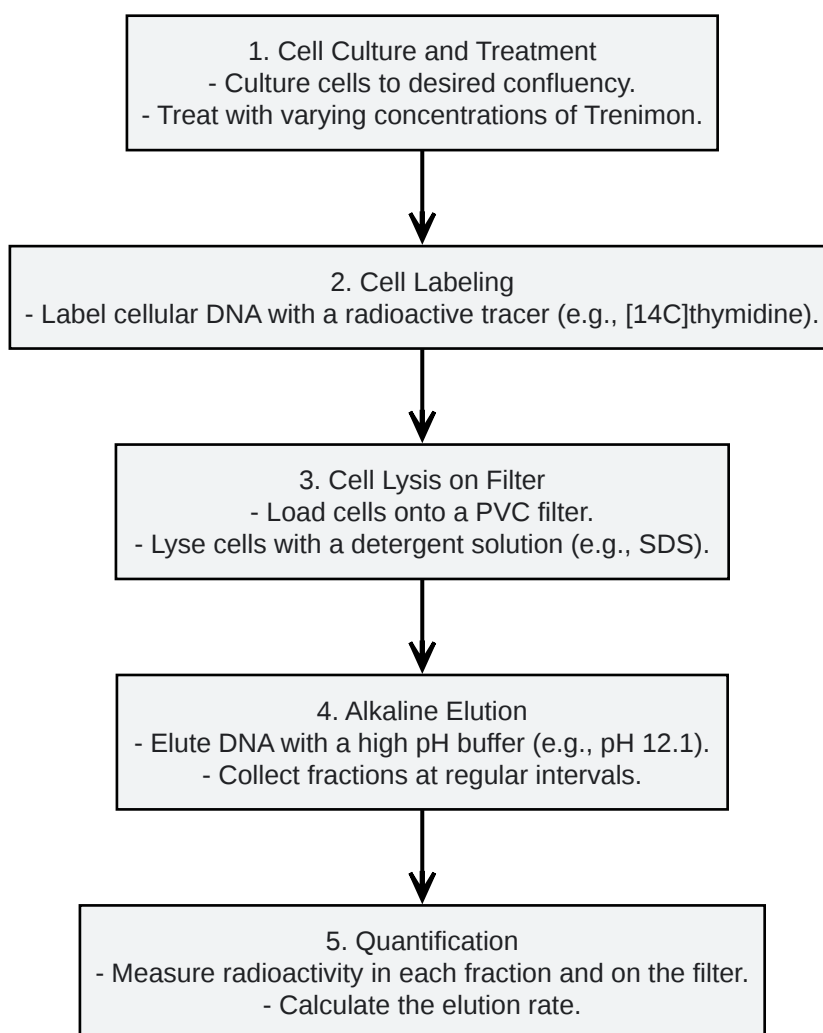 1. Cell Culture and Treatment
- Culture cells to desired confluency.
- Treat with varying concentrations of Trenimon.
2. Cell Labeling
- Label cellular DNA with a radioactive tracer (e.g., [14C]thymidine).
3. Cell Lysis on Filter
- Load cells onto a PVC filter.
- Lyse cells with a detergent solution (e.g., SDS).
4. Alkaline Elution
- Elute DNA with a high pH buffer (e.g., pH 12.1).
- Collect fractions at regular intervals.
5. Quantification
- Measure radioactivity in each fraction and on the filter.
- Calculate the elution rate.